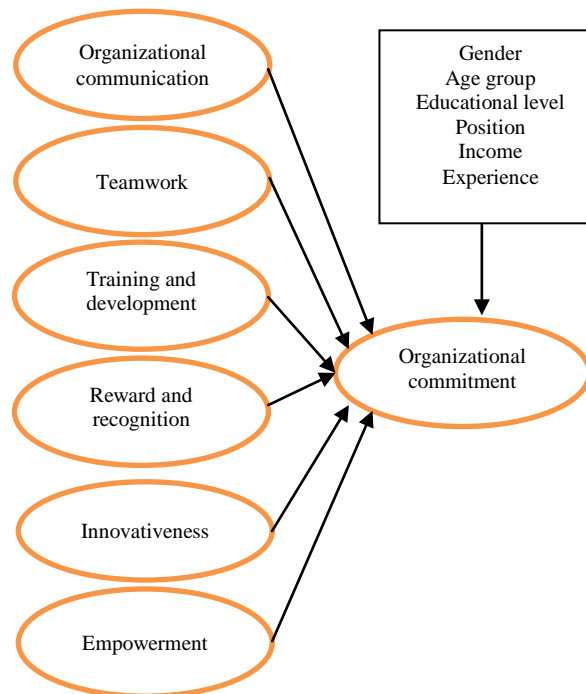 Organizational
communication
Teamwork
Training and
development
Reward and
recognition
Innovativeness
Empowerment
Gender
Age group
Educational level
Position
Income
Experience
Organizational
commitment